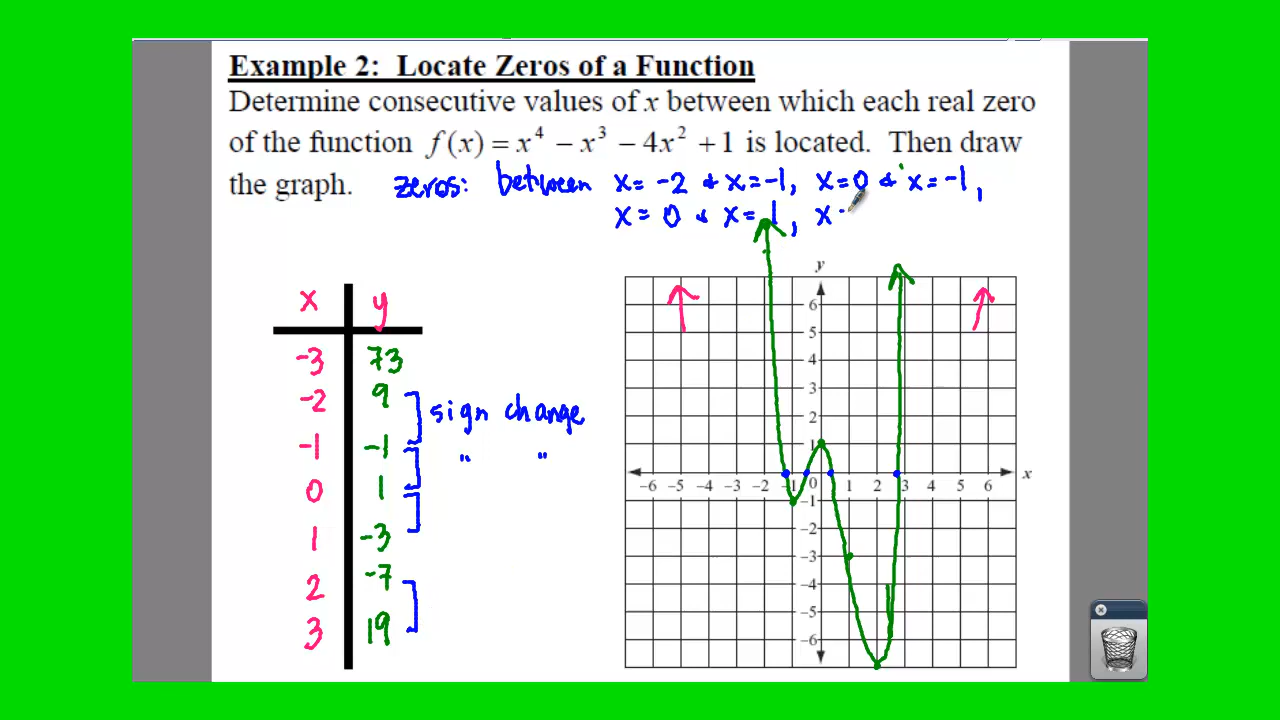 Example 2: Locate Zeros of a Function
Determine consecutive values of x between which each real zero
of the function f(x) = x⁴ − x³ − 4x² + 1 is located. Then draw
the graph. zeros: between x = -2 & x = -1, x = 0 & x = -1,
x = 0 & x = 1, x -
x y
-3 73
-2 9
sign change
-1 -1
" "
0 1
1 -3
2 -7
3 19
y
6
5
4
3
2
1
−6 −5 −4 −3 −2 −1 0 1 2 3 4 5 6 x
−1
−2
−3
−4
−5
−6